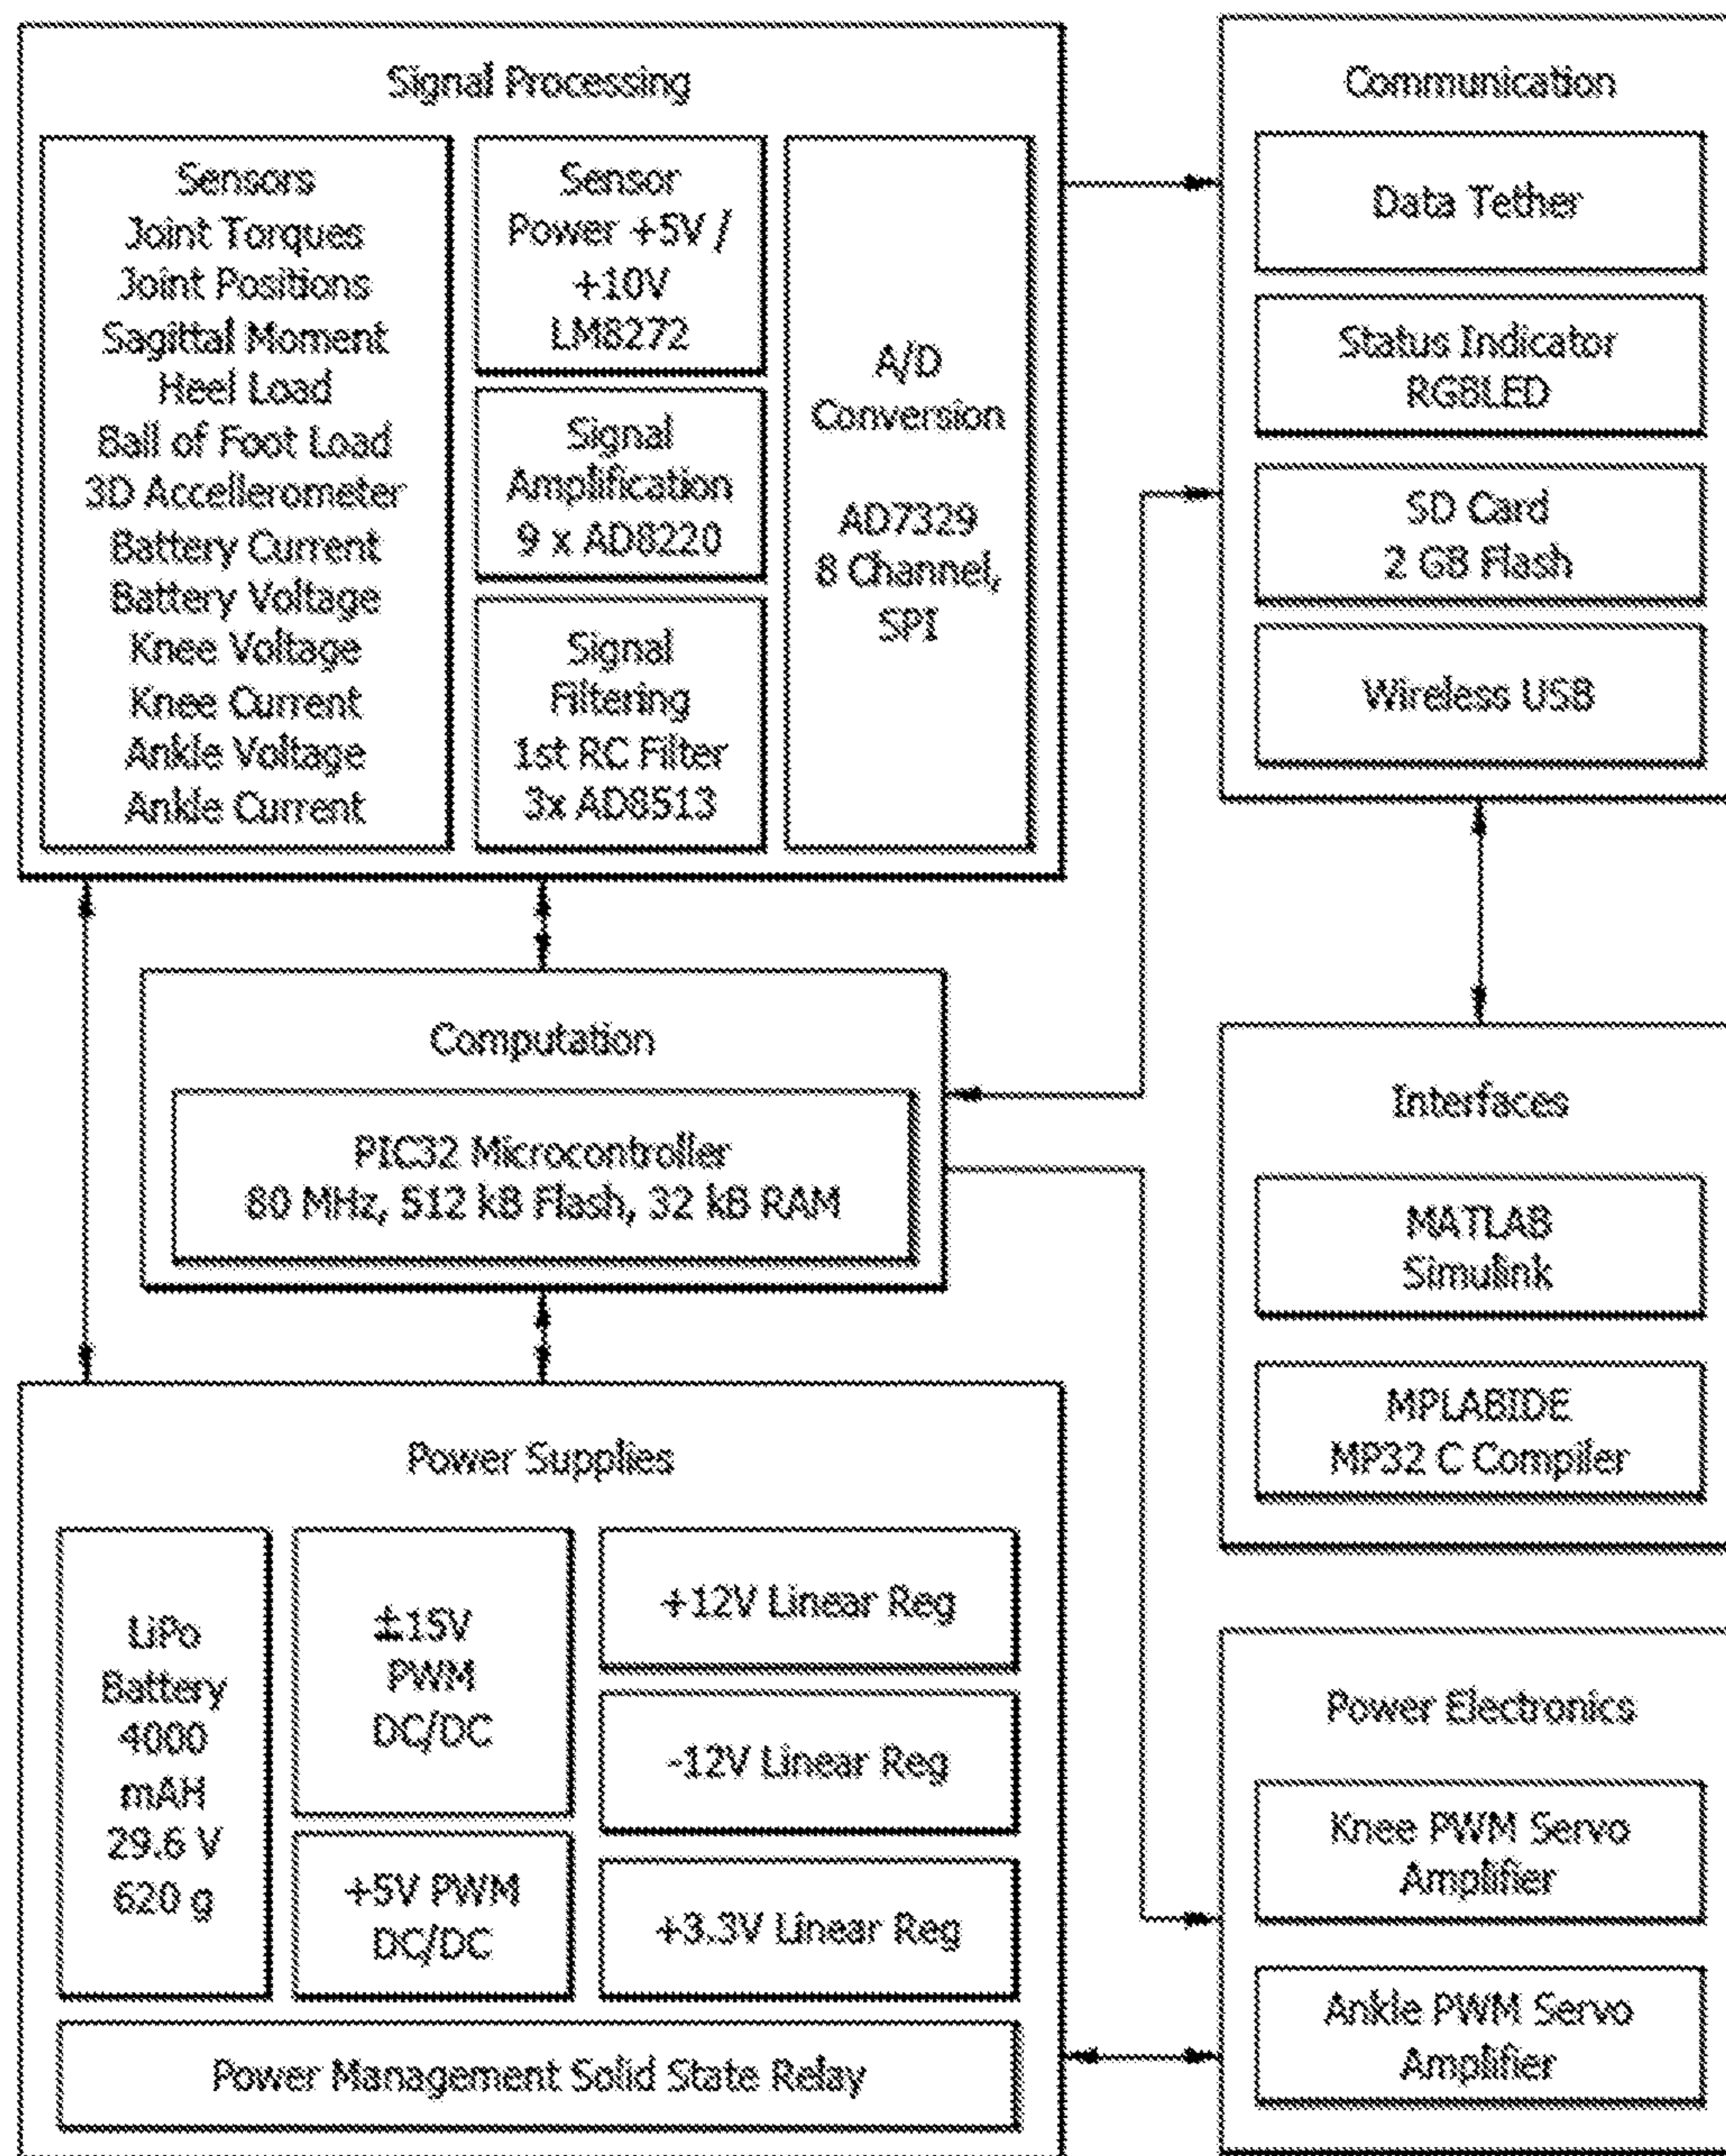 Signal Processing
Sensors
Joint Torques
Joint Positions
Sagittal Moment
Heel Load
Ball of Foot Load
3D Accellerometer
Battery Current
Battery Voltage
Knee Voltage
Knee Current
Ankle Voltage
Ankle Current
Sensor
Power +5V /
+10V
LM8272
Signal
Amplification
9 x AD8220
Signal
Filtering
1st RC Filter
3x AD8513
A/D
Conversion
AD7329
8 Channel,
SPI
Communication
Data Tether
Status Indicator
RGBLED
SD Card
2 GB Flash
Wireless USB
Computation
PIC32 Microcontroller
80 MHz, 512 kB Flash, 32 kB RAM
Interfaces
MATLAB
Simulink
MPLABIDE
MP32 C Compiler
Power Supplies
LiPo
Battery
4000
mAH
29.6 V
620 g
±15V
PWM
DC/DC
+5V PWM
DC/DC
+12V Linear Reg
-12V Linear Reg
+3.3V Linear Reg
Power Management Solid State Relay
Power Electronics
Knee PWM Servo
Amplifier
Ankle PWM Servo
Amplifier